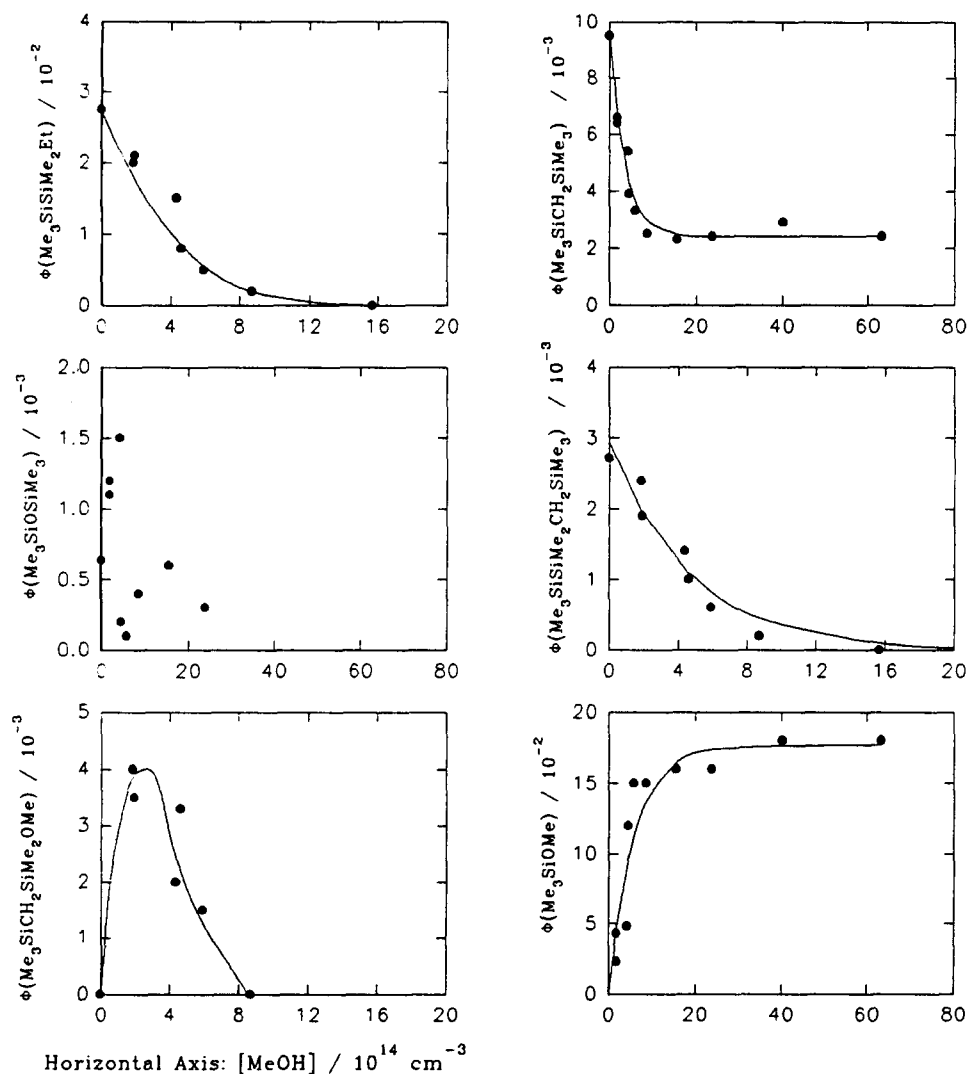 Φ(Me₃SiSiMe₂Et) / 10⁻²
4
3
2
1
0
0 4 8 12 16 20
Φ(Me₃SiCH₂SiMe₃) / 10⁻³
10
8
6
4
2
0
0 20 40 60 80
Φ(Me₃SiOSiMe₃) / 10⁻³
2.0
1.5
1.0
0.5
0.0
0 20 40 60 80
Φ(Me₃SiSiMe₂CH₂SiMe₃) / 10⁻³
4
3
2
1
0
0 4 8 12 16 20
Φ(Me₃SiCH₂SiMe₂OMe) / 10⁻³
5
4
3
2
1
0
0 4 8 12 16 20
Φ(Me₃SiOMe) / 10⁻²
20
15
10
5
0
0 20 40 60 80
Horizontal Axis: [MeOH] / 10¹⁴ cm⁻³